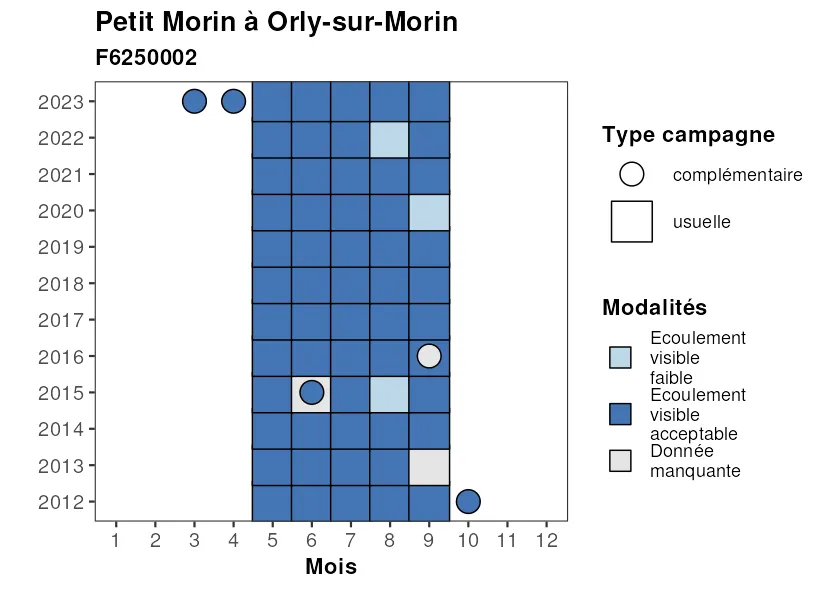 Petit Morin à Orly-sur-Morin
F6250002
2023
2022
2021
2020
2019
2018
2017
2016
2015
2014
2013
2012
1 2 3 4 5 6 7 8 9 10 11 12
Mois
Type campagne
complémentaire
usuelle
Modalités
Ecoulement
visible
faible
Ecoulement
visible
acceptable
Donnée
manquante